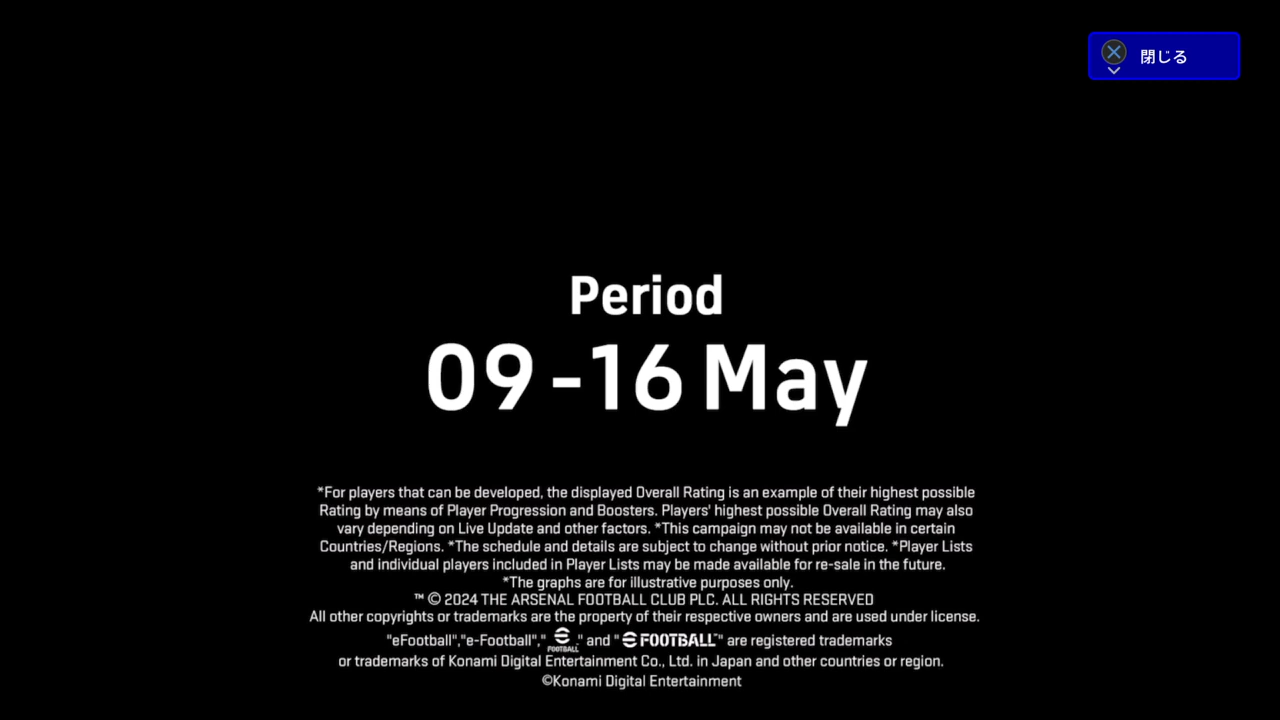 閉じる
Period
09-16 May
*For players that can be developed, the displayed Overall Rating is an example of their highest possible
Rating by means of Player Progression and Boosters. Players' highest possible Overall Rating may also
vary depending on Live Update and other factors. *This campaign may not be available in certain
Countries/Regions. *The schedule and details are subject to change without prior notice. *Player Lists
and individual players included in Player Lists may be made available for re-sale in the future.
*The graphs are for illustrative purposes only.
™ © 2024 THE ARSENAL FOOTBALL CLUB PLC. ALL RIGHTS RESERVED
All other copyrights or trademarks are the property of their respective owners and are used under license.
"eFootball","e-Football"," FOOTBALL " and " FOOTBALL™" are registered trademarks
or trademarks of Konami Digital Entertainment Co., Ltd. in Japan and other countries or region.
©Konami Digital Entertainment